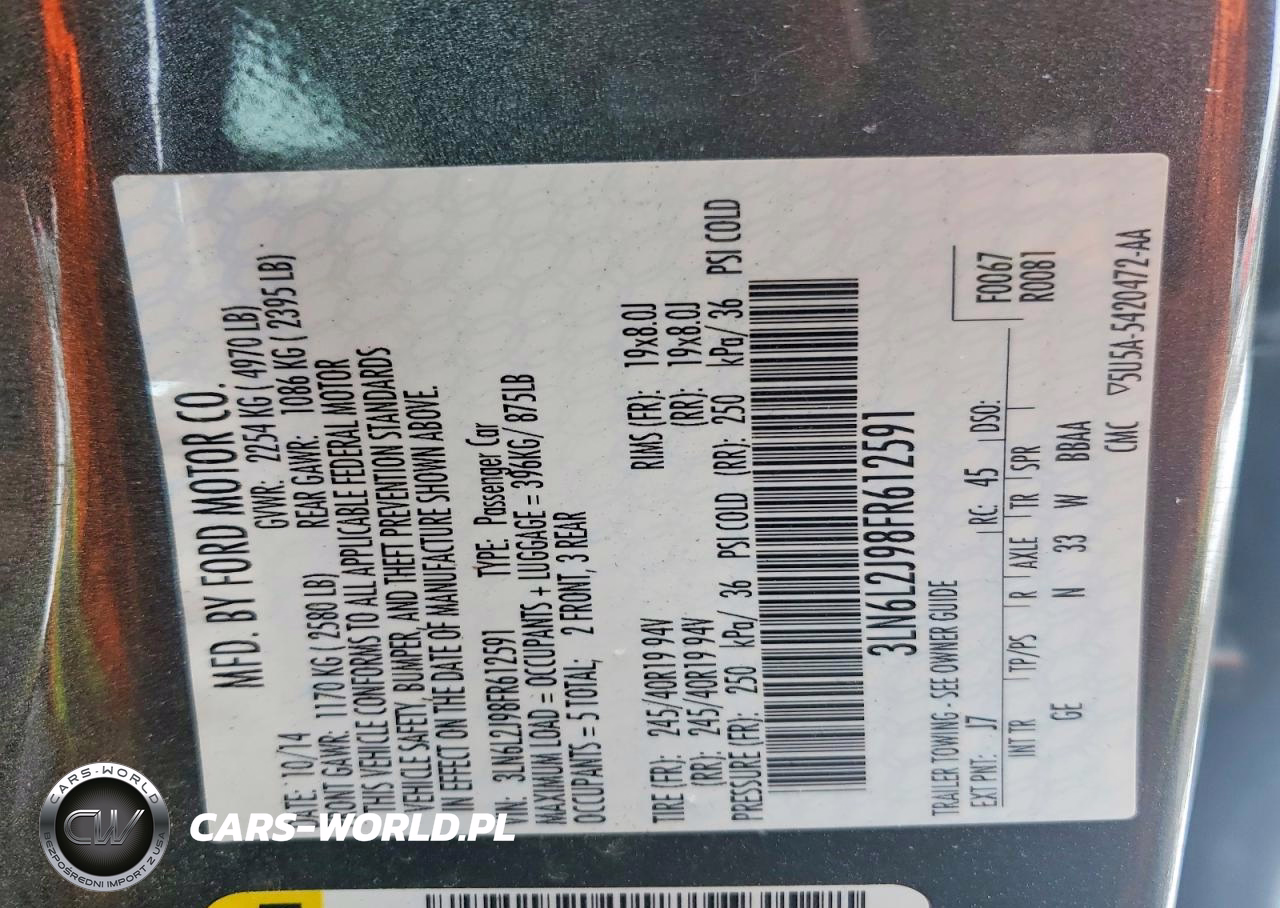 MFD. BY FORD MOTOR CO.
ATE: 10/14 GVWR: 2254 KG ( 4970 LB)
RONT GAWR: 1170 KG ( 2580 LB) REAR GAWR: 1086 KG ( 2395 LB)
THIS VEHICLE CONFORMS TO ALL APPLICABLE FEDERAL MOTOR
VEHICLE SAFETY, BUMPER, AND THEFT PREVENTION STANDARDS
IN EFFECT ON THE DATE OF MANUFACTURE SHOWN ABOVE.
VIN: 3LN6L2J98FR612591 TYPE: Passenger Car
MAXIMUM LOAD = OCCUPANTS + LUGGAGE = 396KG/ 875LB
OCCUPANTS = 5 TOTAL; 2 FRONT, 3 REAR
TIRE (FR): 245/40R19 94V RIMS (FR): 19x8.0J
(RR): 245/40R19 94V (RR): 19x8.0J
PRESSURE (FR): 250 kPa/ 36 PSI COLD (RR): 250 kPa/ 36 PSI COLD
3LN6L2J98FR612591
TRAILER TOWING - SEE OWNER GUIDE
EXT PNT: J7 RC: 45 DSO:
F0067
R0081
INT TR TP/PS R AXLE TR SPR
GE N 33 W BBAA
CMC ▽5U5A-5420472-AA
CARS-WORLD
CW
BEZPOŚREDNI IMPORT Z USA
CARS-WORLD.PL